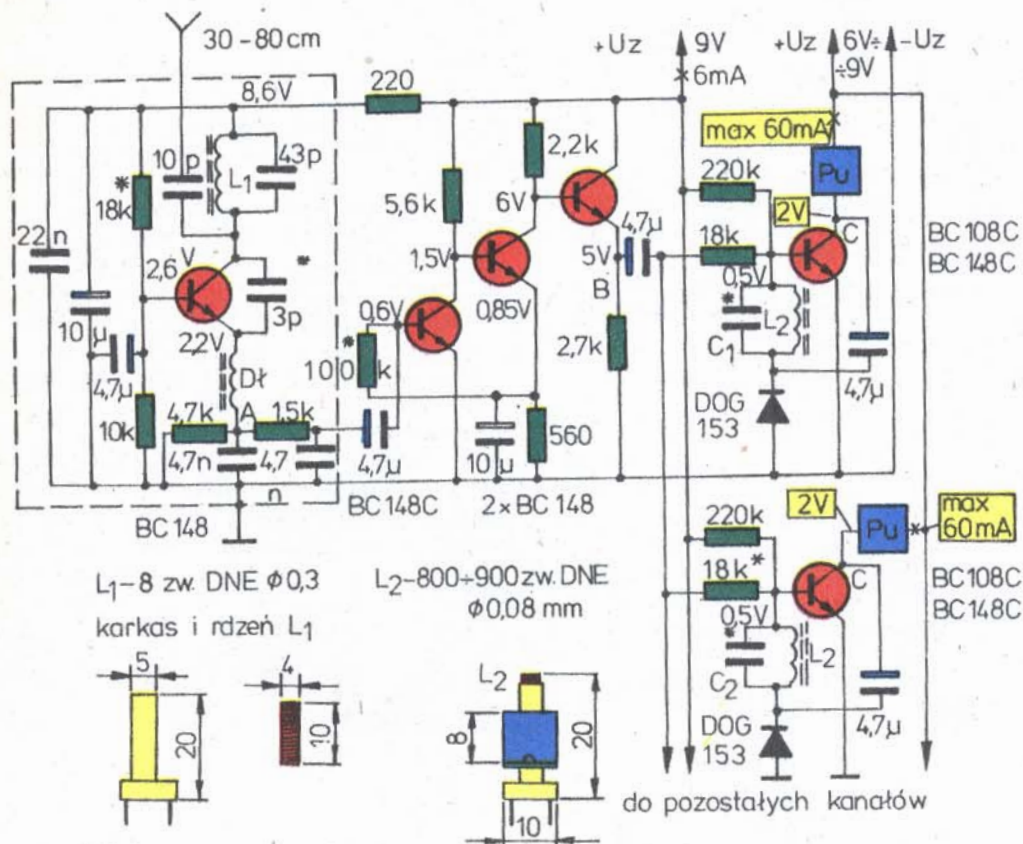 30-80 cm
8,6V
220
+Uz
9V
6mA
+Uz
6V÷
÷9V
-Uz
max 60mA
10 p
L₁
43p
*
18k
22 n
2,6 V
*
3p
2,2V
10 μ
4,7μ
Dł
10k
4,7k
A
1,5k
4,7n
4,7
n
BC 148
5,6k
2,2k
6V
1,5V
0,6V
0,85V
*
100 k
4,7μ
10 μ
560
4,7μ
5V
B
2,7k
BC 148C
2 x BC 148
220k
18k
2V
Pu
C
0,5V
*
C₁
L₂
DOG
153
4,7μ
BC 108C
BC 148C
220k
18k *
2V
Pu
max
60mA
C
0,5V
*
C₂
L₂
DOG
153
4,7μ
BC108C
BC148C
do pozostałych kanałów
L₁-8 zw. DNE ϕ0,3
karkas i rdzeń L₁
5
20
4
10
L₂-800÷900 zw. DNE
ϕ0,08 mm
L₂
8
20
10